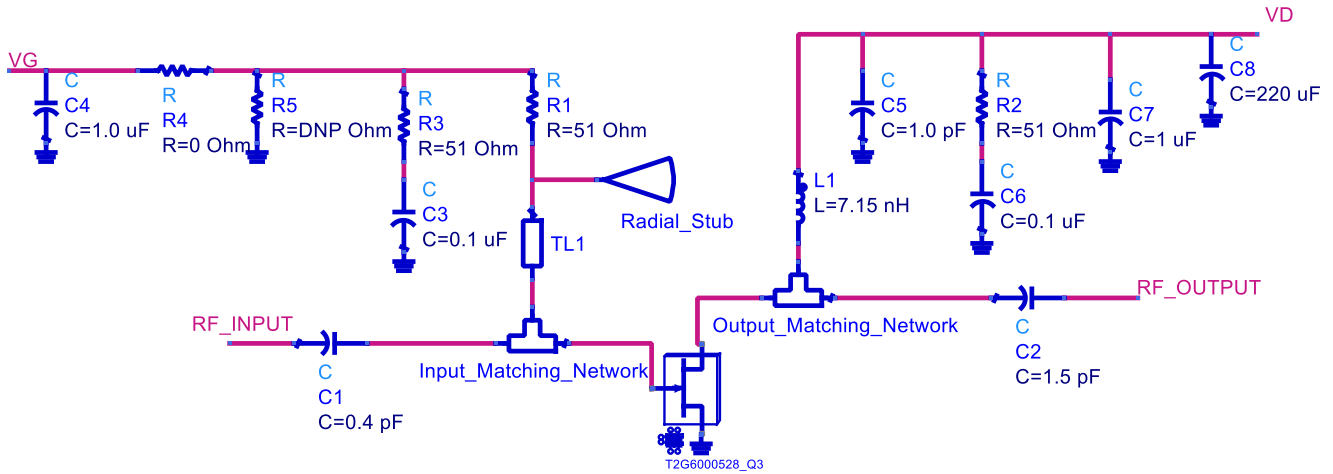 VG
C
C4
C=1.0 uF
R
R4
R=0 Ohm
R
R5
R=DNP Ohm
R
R3
R=51 Ohm
C
C3
C=0.1 uF
R
R1
R=51 Ohm
Radial_Stub
TL1
RF_INPUT
C
C1
C=0.4 pF
Input_Matching_Network
T2G6000528_Q3
VD
C
C5
C=1.0 pF
R
R2
R=51 Ohm
C
C6
C=0.1 uF
C
C7
C=1 uF
C
C8
C=220 uF
L1
L=7.15 nH
Output_Matching_Network
C
C2
C=1.5 pF
RF_OUTPUT